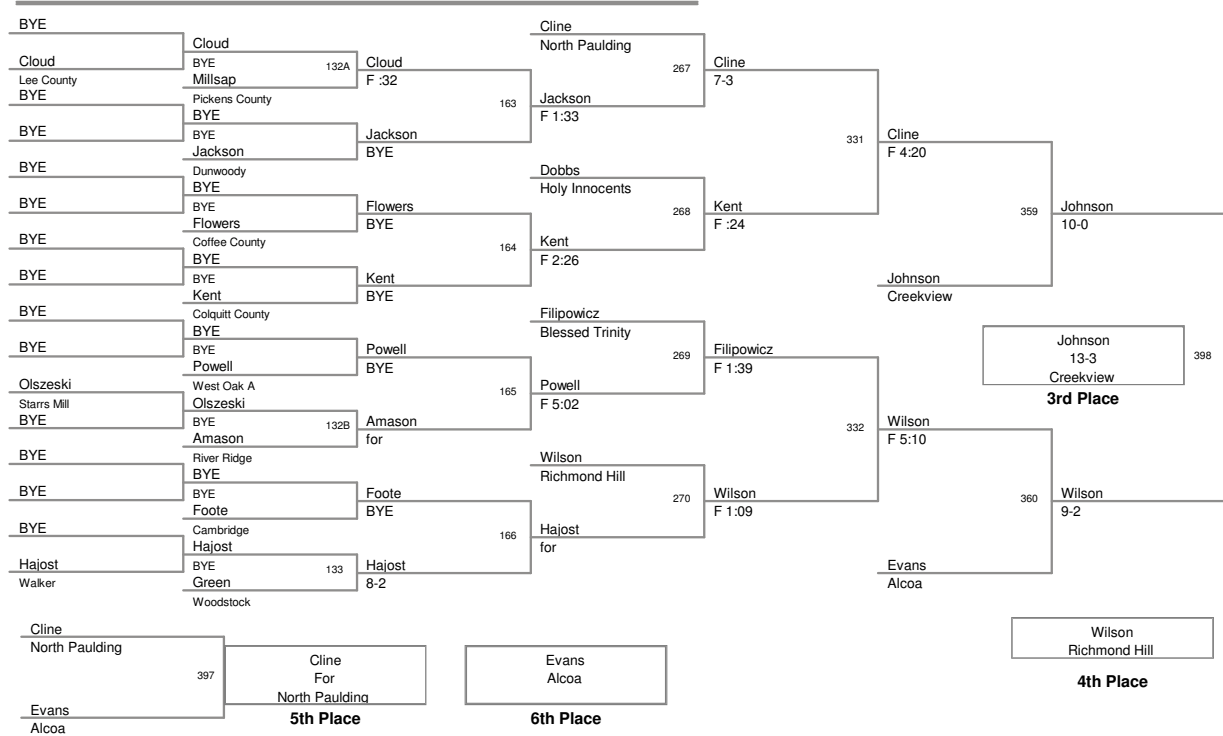 BYE
Cloud
Lee County
BYE
BYE
BYE
BYE
BYE
BYE
BYE
BYE
Olszeski
Starrs Mill
BYE
BYE
BYE
BYE
Hajost
Walker
Cloud
BYE
132A
Millsap
Pickens County
BYE
BYE
Jackson
Dunwoody
BYE
BYE
Flowers
Coffee County
BYE
BYE
Kent
Colquitt County
BYE
BYE
Powell
West Oak A
Olszeski
BYE
132B
Amason
River Ridge
BYE
BYE
Foote
Cambridge
Hajost
BYE
133
Green
Woodstock
Cloud
F :32
163
Jackson
BYE
Flowers
BYE
164
Kent
BYE
Powell
BYE
165
Amason
for
Foote
BYE
166
Hajost
8-2
Cline
North Paulding
267
Jackson
F 1:33
Dobbs
Holy Innocents
268
Kent
F 2:26
Filipowicz
Blessed Trinity
269
Powell
F 5:02
Wilson
Richmond Hill
270
Hajost
for
Cline
7-3
331
Kent
F :24
Filipowicz
F 1:39
332
Wilson
F 1:09
Cline
F 4:20
359
Johnson
Creekview
Wilson
F 5:10
360
Evans
Alcoa
Johnson
10-0
Wilson
9-2
Johnson
13-3
Creekview
398
3rd Place
Wilson
Richmond Hill
4th Place
Cline
North Paulding
397
Evans
Alcoa
Cline
For
North Paulding
5th Place
Evans
Alcoa
6th Place